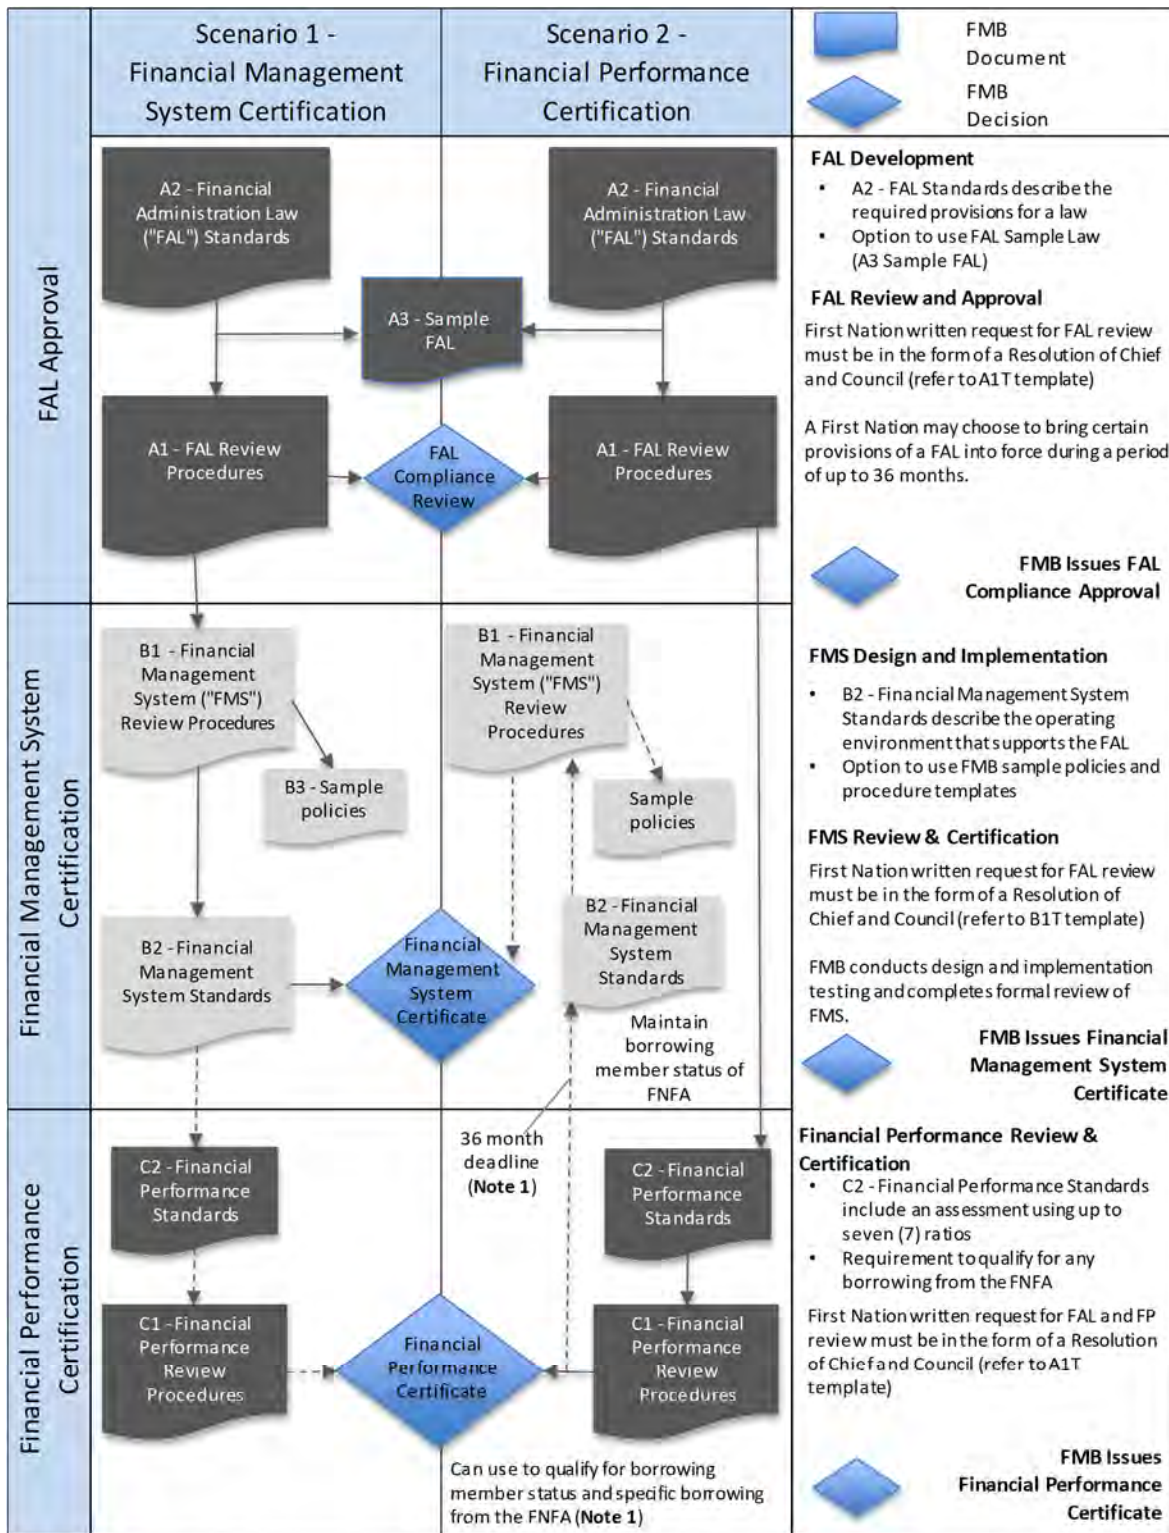 Scenario 1 -
Financial Management
System Certification
Scenario 2 -
Financial Performance
Certification
FMB
Document
FMB
Decision
FAL Approval
A2 - Financial
Administration Law
("FAL") Standards
A2 - Financial
Administration Law
("FAL") Standards
A3 - Sample
FAL
A1 - FAL Review
Procedures
FAL
Compliance
Review
A1 - FAL Review
Procedures
FAL Development
• A2 - FAL Standards describe the
required provisions for a law
• Option to use FAL Sample Law
(A3 Sample FAL)
FAL Review and Approval
First Nation written request for FAL review
must be in the form of a Resolution of Chief
and Council (refer to A1T template)
A First Nation may choose to bring certain
provisions of a FAL into force during a period
of up to 36 months.
FMB Issues FAL
Compliance Approval
Financial Management System
Certification
B1 - Financial
Management
System ("FMS")
Review Procedures
B3 - Sample
policies
B2 - Financial
Management
System Standards
Financial
Management
System
Certificate
B1 - Financial
Management
System ("FMS")
Review
Procedures
Sample
policies
B2 - Financial
Management
System
Standards
Maintain
borrowing
member status of
FNFA
FMS Design and Implementation
• B2 - Financial Management System
Standards describe the operating
environment that supports the FAL
• Option to use FMB sample policies and
procedure templates
FMS Review & Certification
First Nation written request for FAL review
must be in the form of a Resolution of
Chief and Council (refer to B1T template)
FMB conducts design and implementation
testing and completes formal review of
FMS.
FMB Issues Financial
Management System
Certificate
Financial Performance
Certification
C2 - Financial
Performance
Standards
C1 - Financial
Performance
Review
Procedures
36 month
deadline
(Note 1)
Financial
Performance
Certificate
C2 - Financial
Performance
Standards
C1 - Financial
Performance
Review
Procedures
Can use to qualify for borrowing
member status and specific borrowing
from the FNFA (Note 1)
Financial Performance Review &
Certification
• C2 - Financial Performance Standards
include an assessment using up to
seven (7) ratios
• Requirement to qualify for any
borrowing from the FNFA
First Nation written request for FAL and FP
review must be in the form of a Resolution
of Chief and Council (refer to A1T
template)
FMB Issues
Financial Performance
Certificate